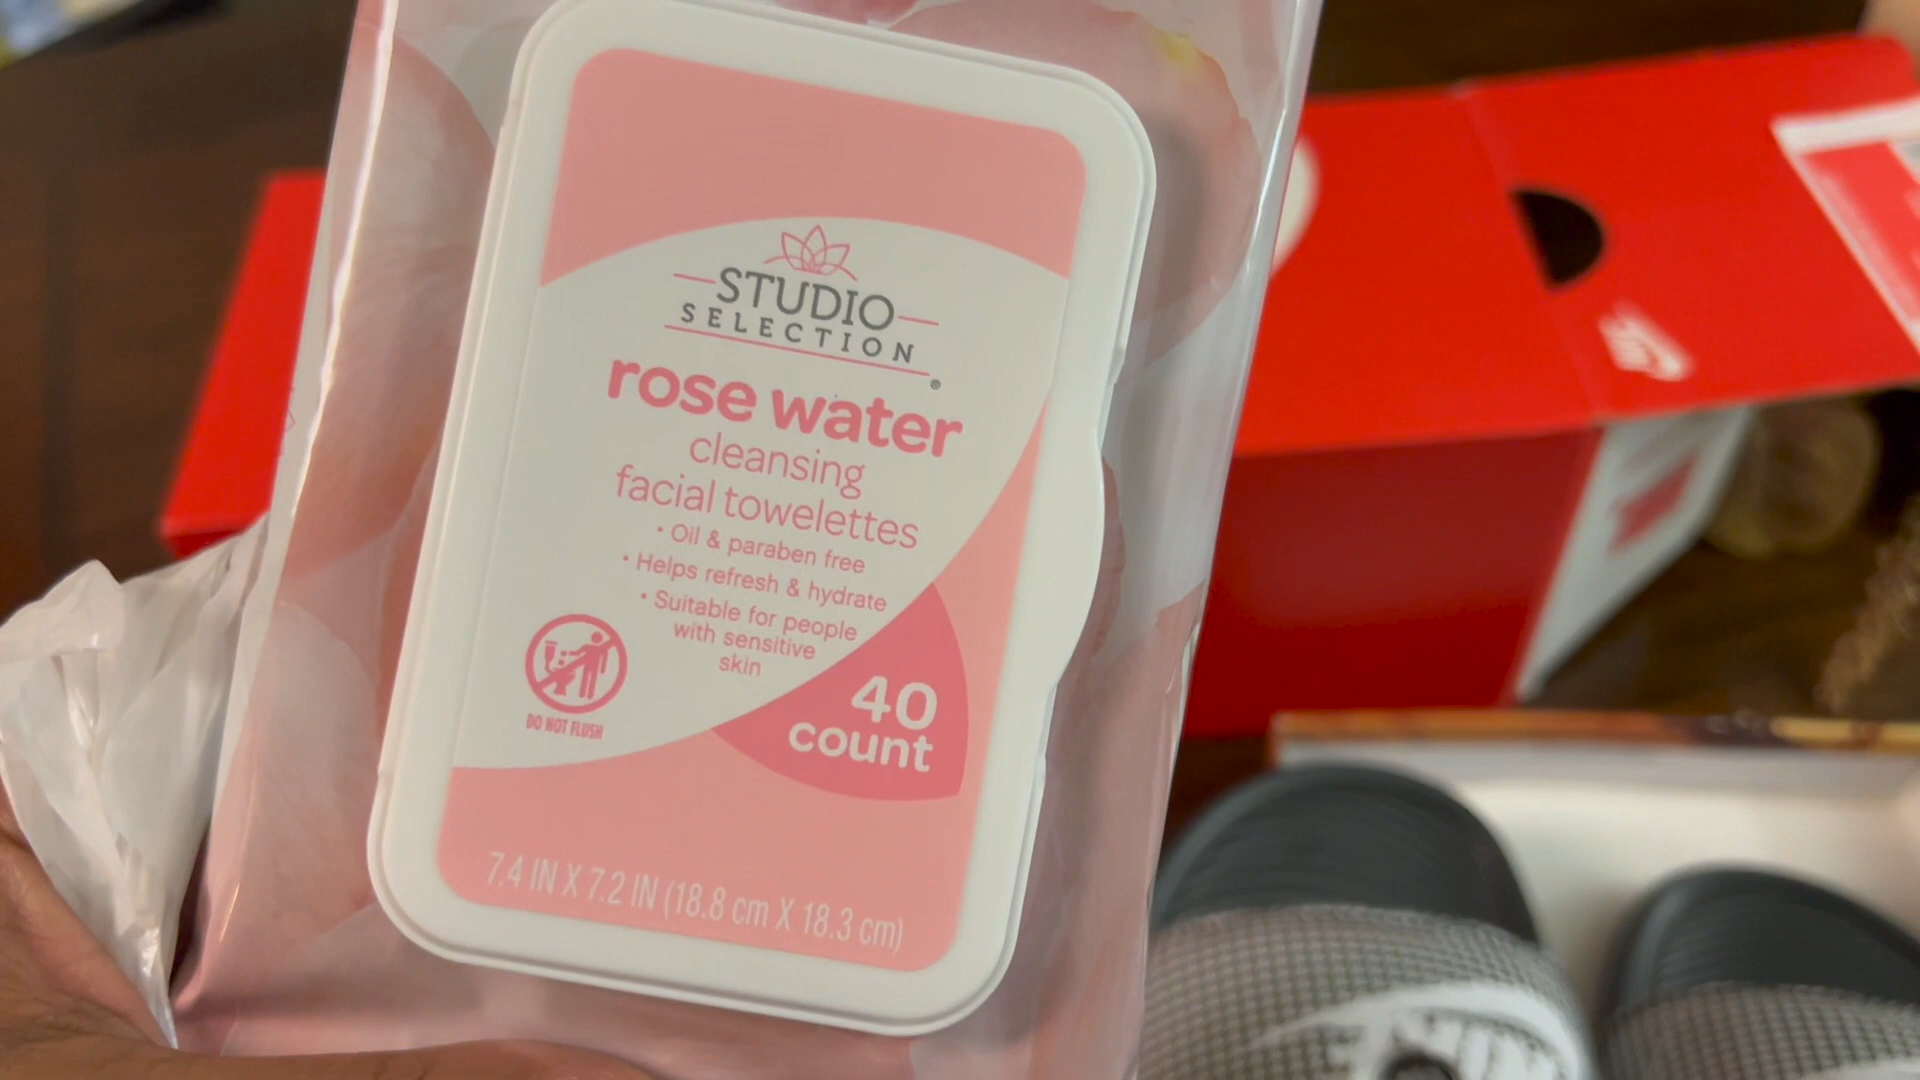 STUDIO
SELECTION®
rose water
cleansing
facial towelettes
• Oil & paraben free
• Helps refresh & hydrate
• Suitable for people
with sensitive
skin
DO NOT FLUSH
40
count
7.4 IN X 7.2 IN (18.8 cm X 18.3 cm)